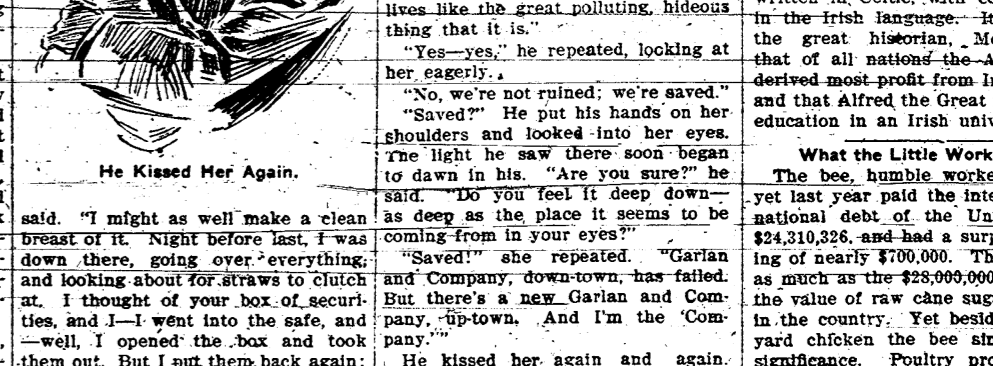 He Kissed Her Again.
said. "I might as well make a clean
breast of it. Night before last, I was
down there, going over everything,
and looking about for straws to clutch
at. I thought of your box of securi-
ties, and I—I went into the safe, and
—well, I opened the box and took
them out. But I put them back again;
lives like the great polluting, hideous
thing that it is."
"Yes—yes," he repeated, looking at
her eagerly.
"No, we're not ruined; we're saved."
"Saved?" He put his hands on her
shoulders and looked into her eyes.
The light he saw there soon began
to dawn in his. "Are you sure?" he
said. "Do you feel it deep down—
as deep as the place it seems to be
coming from in your eyes?"
"Saved!" she repeated. "Garlan
and Company, down-town, has failed.
But there's a new Garlan and Com-
pany, up-town. And I'm the 'Com-
pany.'"
He kissed her again and again.
in the Irish language. It
the great historian,
that of all nations the
derived most profit from
and that Alfred the Great
education in an Irish
What the Little
The bee, humble
yet last year paid the
national debt of the
$24,310,326, and had a
ing of nearly $700,000.
as much as the $28,000,000
the value of raw cane
in the country. Yet
yard chicken the bee
significance. Poultry